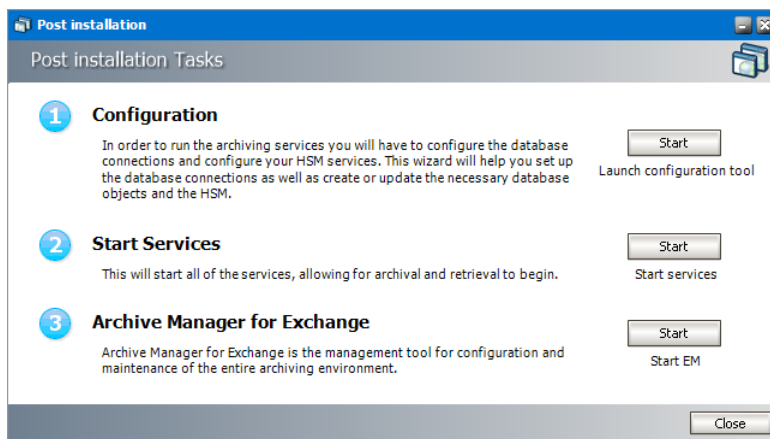 Post installation
Post installation Tasks
1
Configuration
In order to run the archiving services you will have to configure the database
connections and configure your HSM services. This wizard will help you set up
the database connections as well as create or update the necessary database
objects and the HSM.
Start
Launch configuration tool
2
Start Services
This will start all of the services, allowing for archival and retrieval to begin.
Start
Start services
3
Archive Manager for Exchange
Archive Manager for Exchange is the management tool for configuration and
maintenance of the entire archiving environment.
Start
Start EM
Close